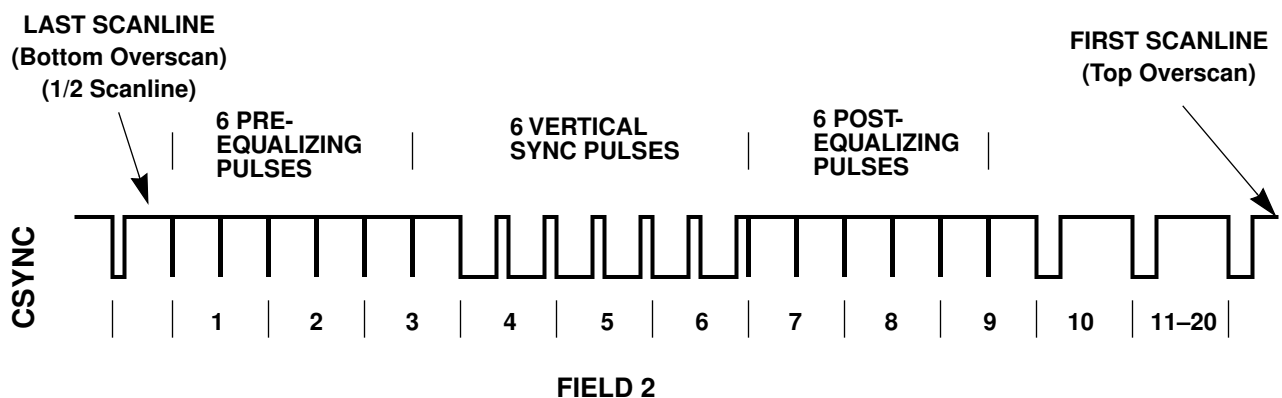 LAST SCANLINE
(Bottom Overscan)
(1/2 Scanline)
FIRST SCANLINE
(Top Overscan)
6 PRE-
EQUALIZING
PULSES
6 VERTICAL
SYNC PULSES
6 POST-
EQUALIZING
PULSES
CSYNC
1 2 3 4 5 6 7 8 9 10 11–20
FIELD 2